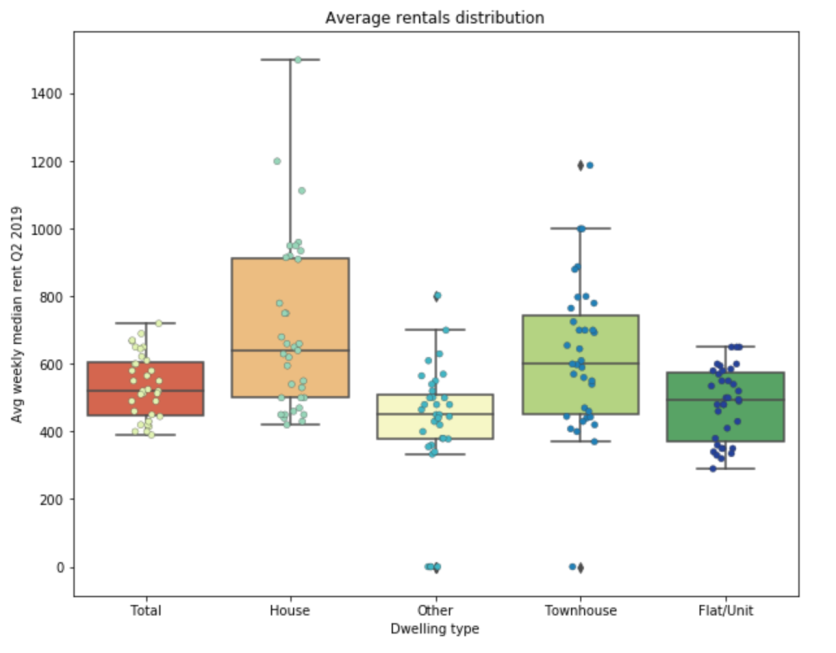 Average rentals distribution
Avg weekly median rent Q2 2019
1400
1200
1000
800
600
400
200
0
Total House Other Townhouse Flat/Unit
Dwelling type